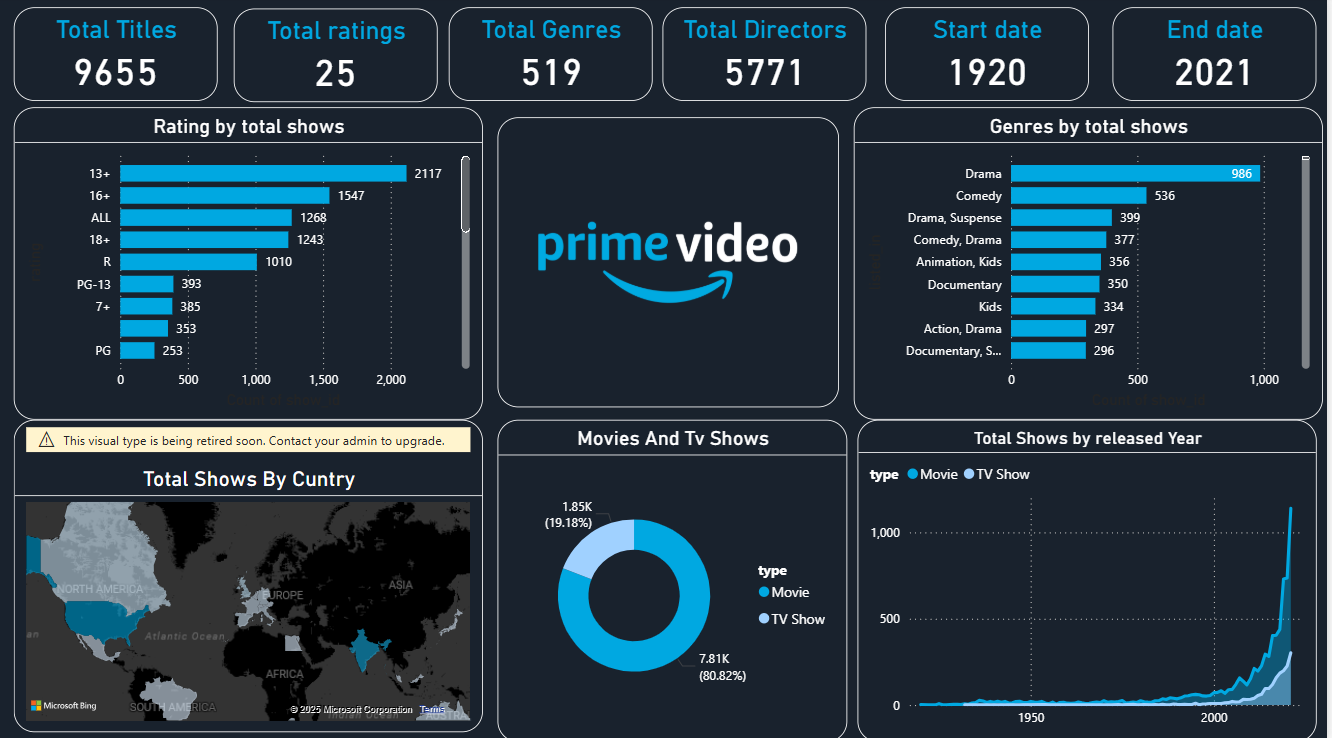 Total Titles
9655
Total ratings
25
Total Genres
519
Total Directors
5771
Start date
1920
End date
2021
Rating by total shows
13+ 2117
16+ 1547
ALL 1268
18+ 1243
R 1010
PG-13 393
7+ 385
353
PG 253
0 500 1,000 1,500 2,000
prime video
Genres by total shows
Drama 986
Comedy 536
Drama, Suspense 399
Comedy, Drama 377
Animation, Kids 356
Documentary 350
Kids 334
Action, Drama 297
Documentary, S... 296
0 500 1,000
This visual type is being retired soon. Contact your admin to upgrade.
Total Shows By Cuntry
NORTH AMERICA
EUROPE
ASIA
an
Atlantic Ocean
AFRICA
SOUTH AMERICA
Indian Ocean
AUSTRA
Microsoft Bing
© 2025 Microsoft Corporation Terms
Movies And Tv Shows
1.85K
(19.18%)
7.81K
(80.82%)
type
Movie
TV Show
Total Shows by released Year
type Movie TV Show
1,000
500
0
1950 2000